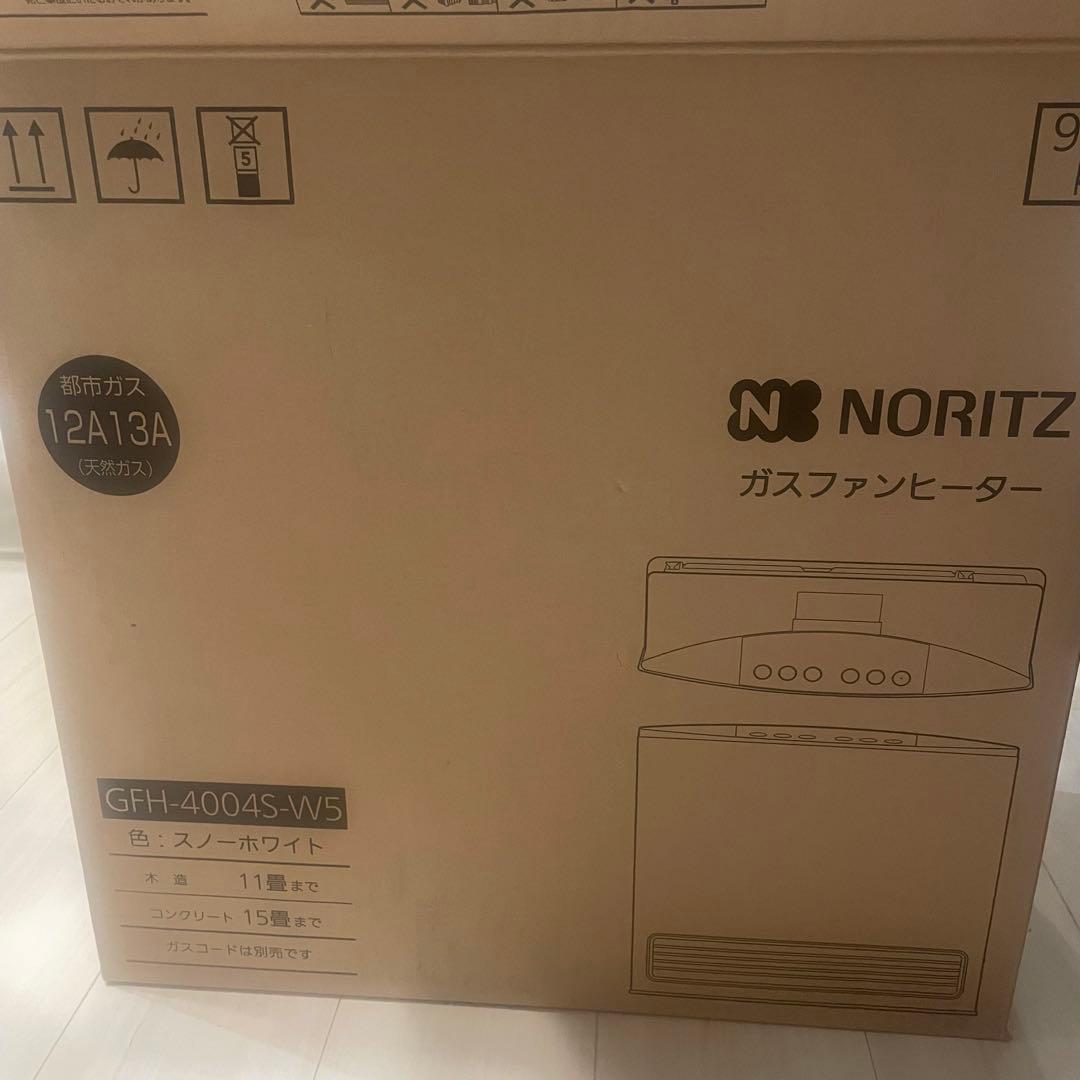 5
9
都市ガス
12A13A
(天然ガス)
N NORITZ
ガスファンヒーター
GFH-4004S-W5
色:スノーホワイト
木造 11畳まで
コンクリート 15畳まで
ガスコードは別売です